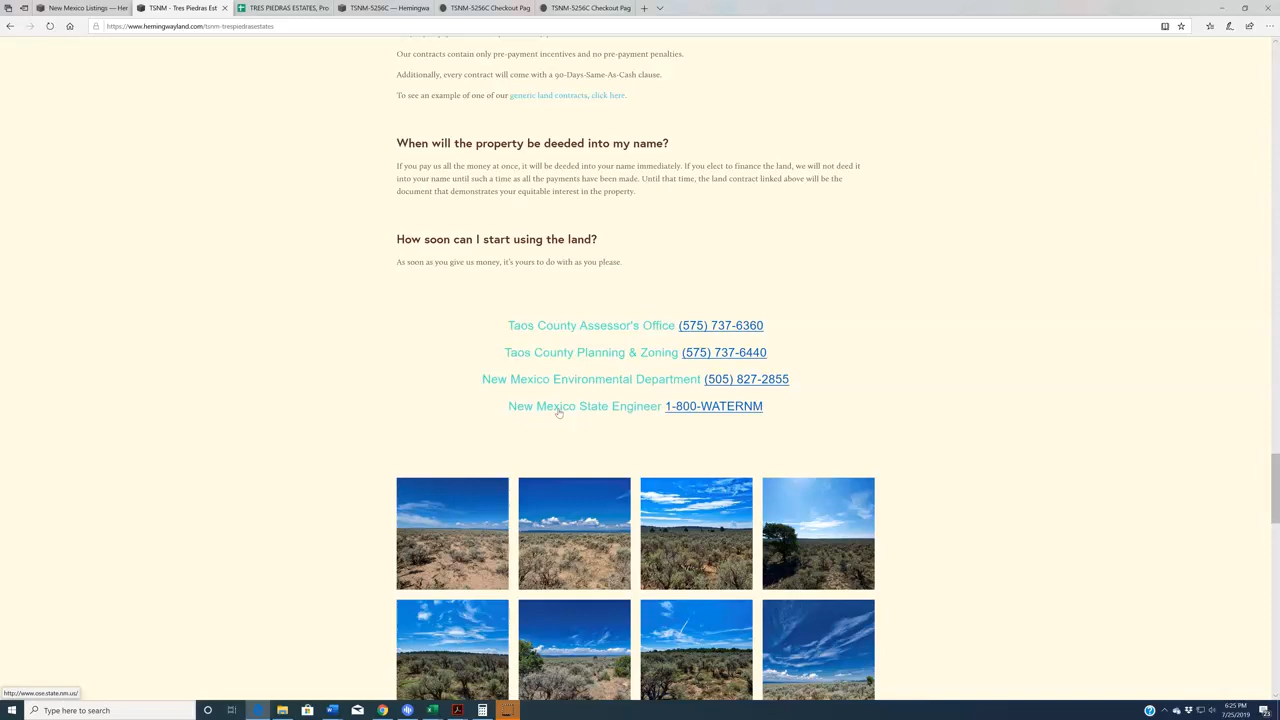 New Mexico Listings — Her
TSNM - Tres Piedras Est
TRES PIEDRAS ESTATES, Pro
TSNM-5256C — Hemingwa
TSNM-5256C Checkout Pag
TSNM-5256C Checkout Pag
https://www.hemingwayland.com/tsnm-trespiedrasestates
Our contracts contain only pre-payment incentives and no pre-payment penalties.
Additionally, every contract will come with a 90-Days-Same-As-Cash clause.
To see an example of one of our generic land contracts, click here.
When will the property be deeded into my name?
If you pay us all the money at once, it will be deeded into your name immediately. If you elect to finance the land, we will not deed it
into your name until such a time as all the payments have been made. Until that time, the land contract linked above will be the
document that demonstrates your equitable interest in the property.
How soon can I start using the land?
As soon as you give us money, it's yours to do with as you please.
Taos County Assessor's Office (575) 737-6360
Taos County Planning & Zoning (575) 737-6440
New Mexico Environmental Department (505) 827-2855
New Mexico State Engineer 1-800-WATERNM
http://www.ose.state.nm.us/
Type here to search
6:25 PM
7/25/2019
23